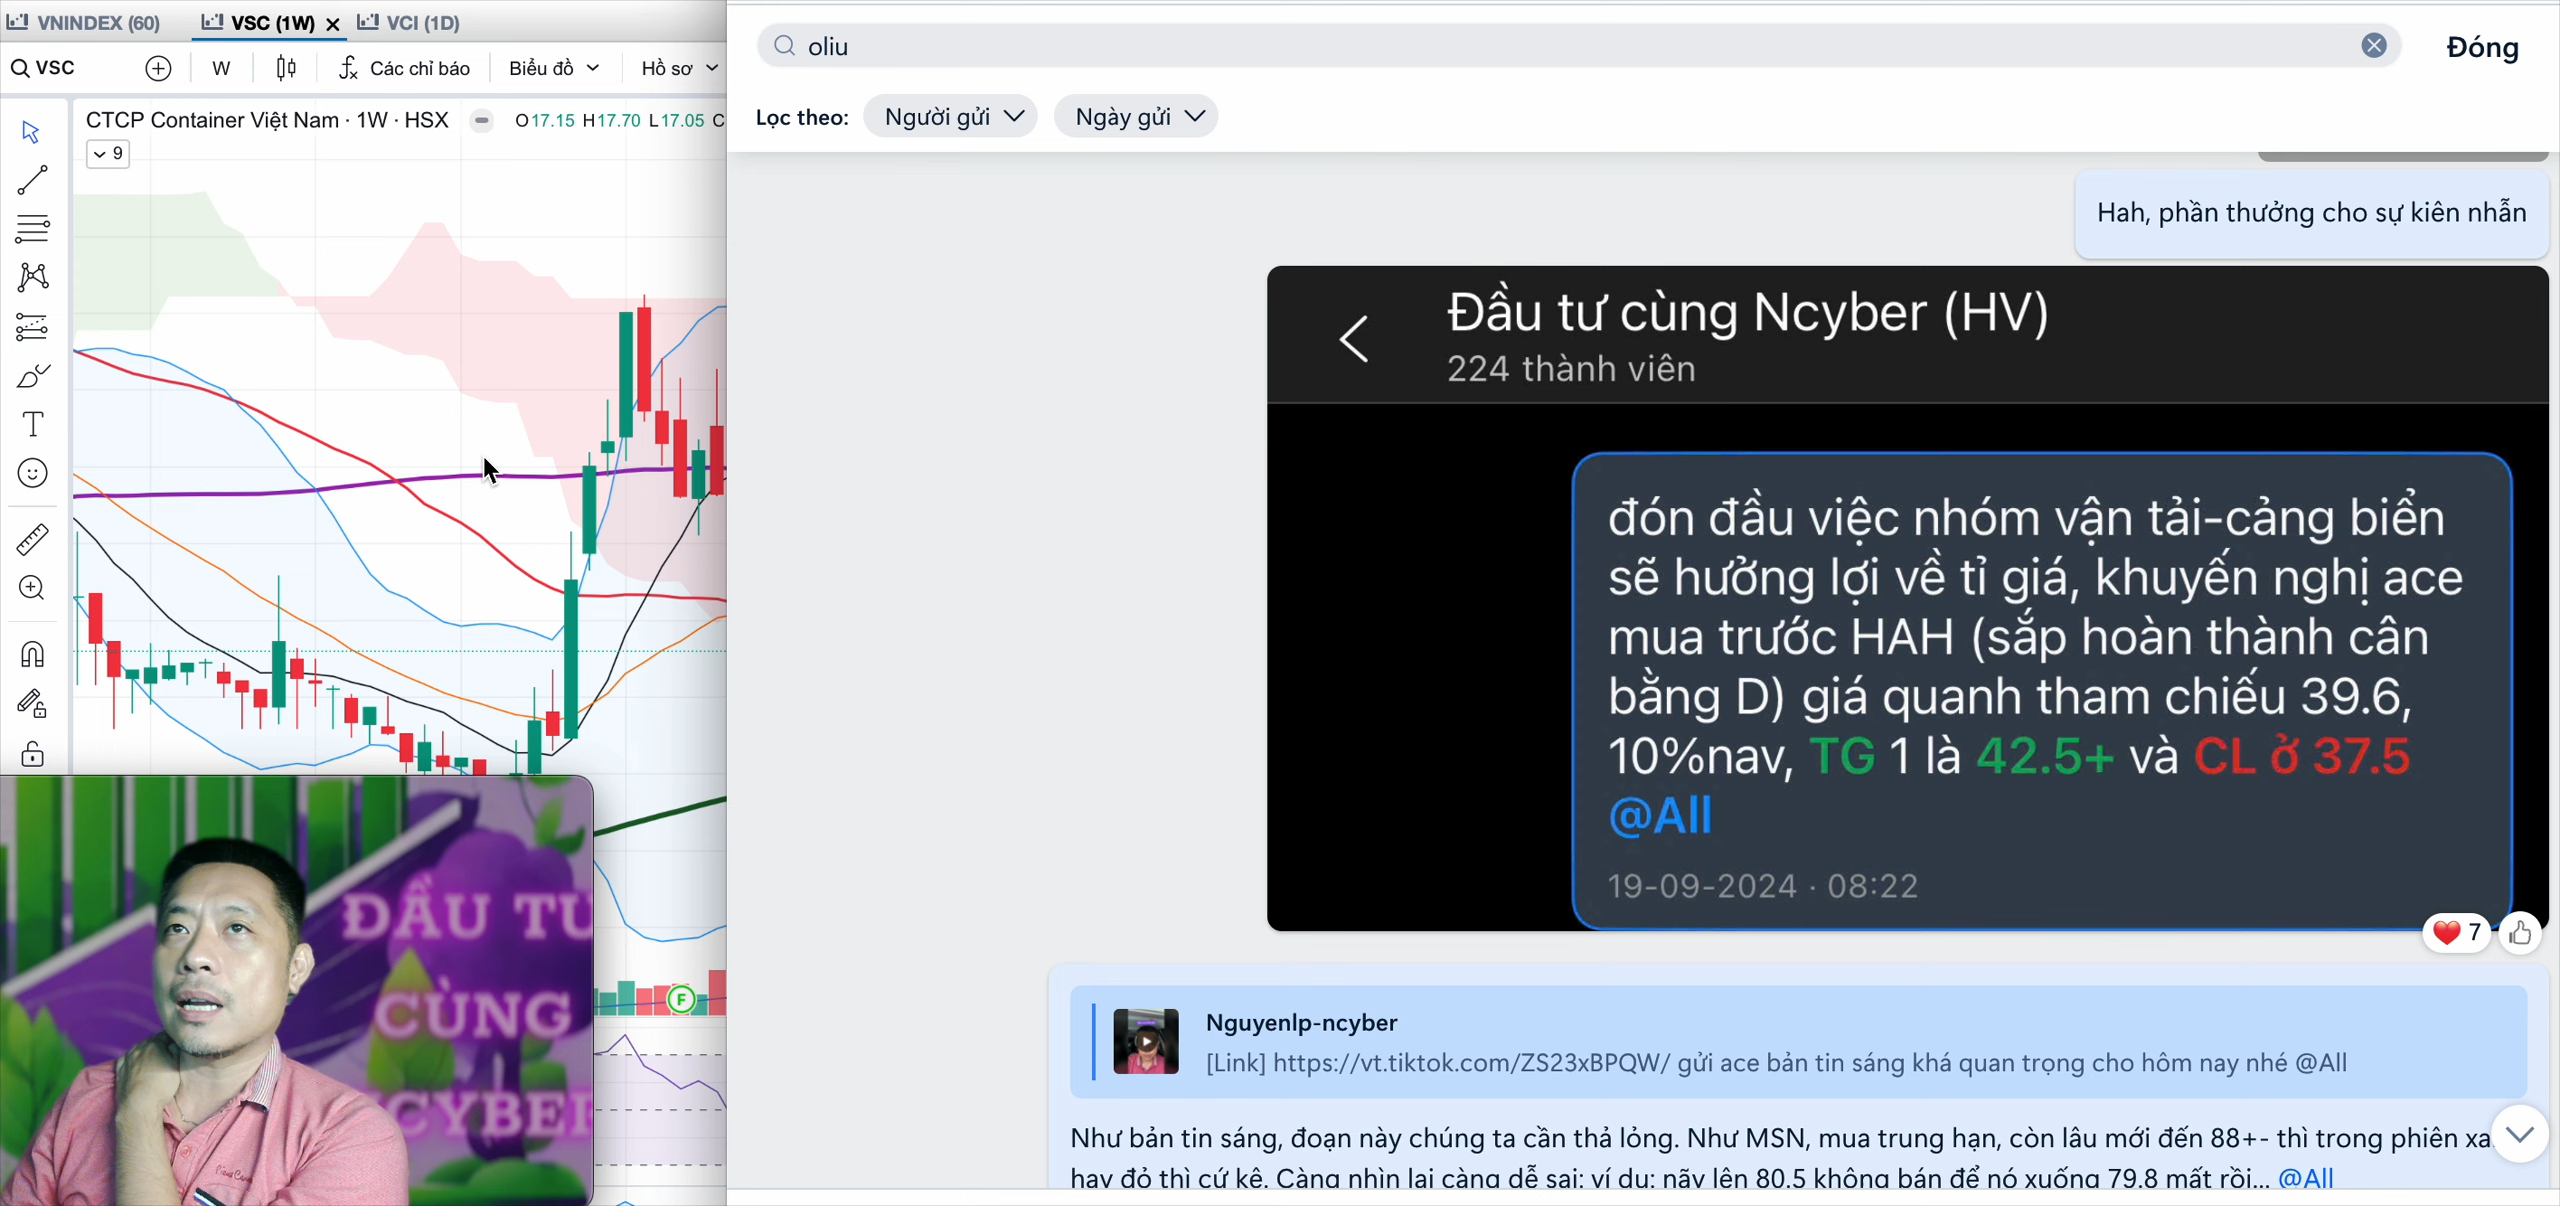 VNINDEX (60)
VSC (1W)
VCI (1D)
VSC
W
Các chỉ báo
Biểu đồ
Hồ sơ
CTCP Container Việt Nam · 1W · HSX
O17.15 H17.70 L17.05 C
9
F
ĐẦU TƯ
CÙNG
NCYBER
oliu
Đóng
Lọc theo:
Người gửi
Ngày gửi
Hah, phần thưởng cho sự kiên nhẫn
Đầu tư cùng Ncyber (HV)
224 thành viên
đón đầu việc nhóm vận tải-cảng biển
sẽ hưởng lợi về tỉ giá, khuyến nghị ace
mua trước HAH (sắp hoàn thành cân
bằng D) giá quanh tham chiếu 39.6,
10%nav, TG 1 là 42.5+ và CL ở 37.5
@All
19-09-2024 · 08:22
7
Nguyenlp-ncyber
[Link] https://vt.tiktok.com/ZS23xBPQW/ gửi ace bản tin sáng khá quan trọng cho hôm nay nhé @All
Như bản tin sáng, đoạn này chúng ta cần thả lỏng. Như MSN, mua trung hạn, còn lâu mới đến 88+- thì trong phiên xa
hay đỏ thì cứ kệ. Càng nhìn lại càng dễ sai: ví dụ: nãy lên 80.5 không bán để nó xuống 79.8 mất rồi... @All